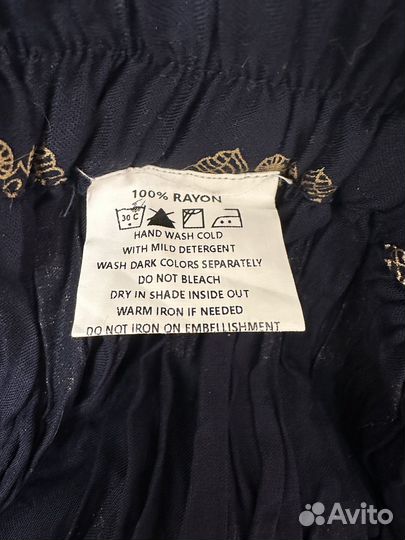 100% RAYON
30 C
HAND WASH COLD
WITH MILD DETERGENT
WASH DARK COLORS SEPARATELY
DO NOT BLEACH
DRY IN SHADE INSIDE OUT
WARM IRON IF NEEDED
DO NOT IRON ON EMBELLISHMENT
Avito